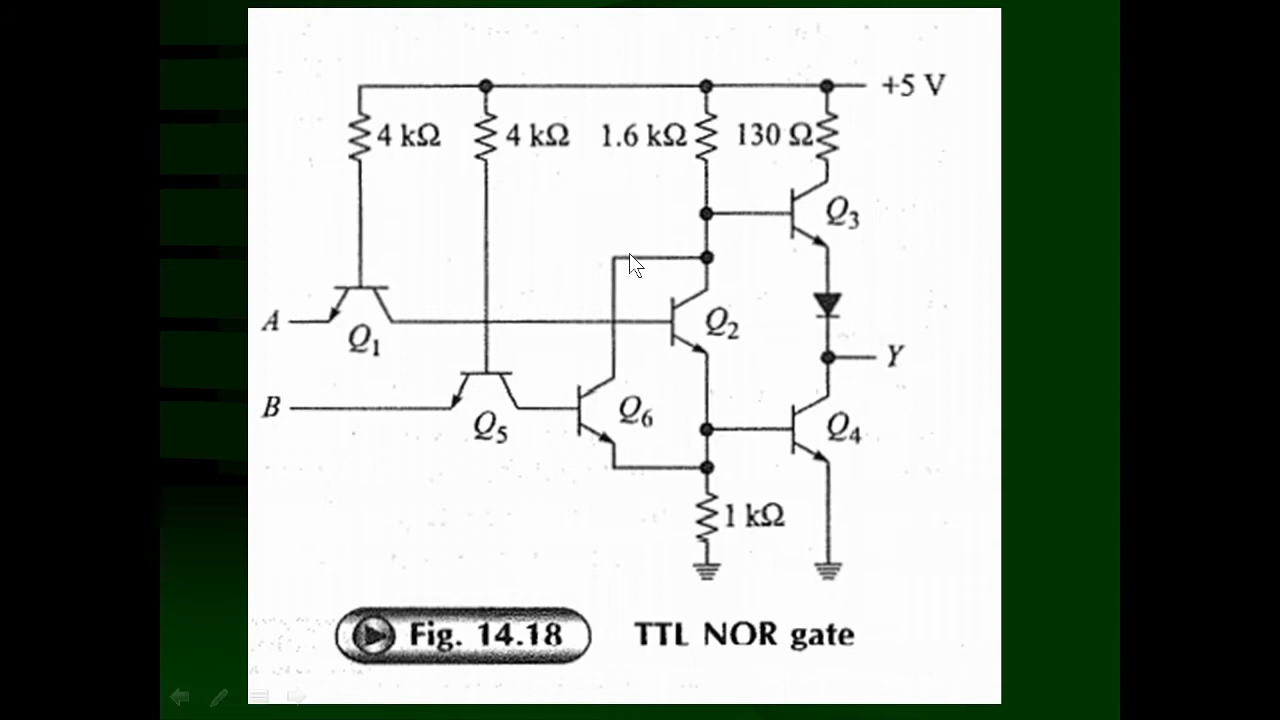 +5 V
4 kΩ 4 kΩ 1.6 kΩ 130 Ω
Q3
A Q1 Q2
Y
B Q5 Q6 Q4
1 kΩ
Fig. 14.18 TTL NOR gate